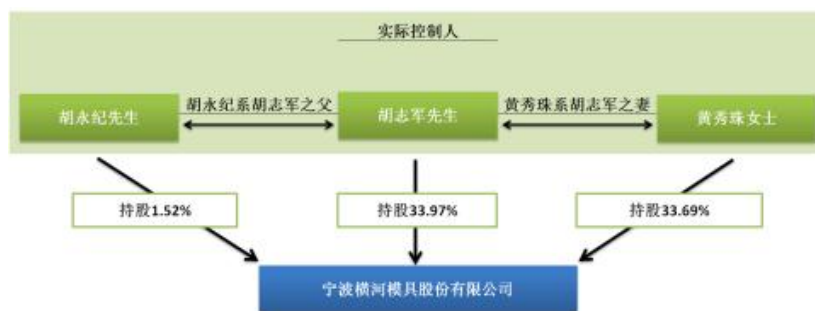 实际控制人
胡永纪系胡志军之父
黄秀珠系胡志军之妻
胡永纪先生
胡志军先生
黄秀珠女士
持股1.52%
持股33.97%
持股33.69%
宁波横河模具股份有限公司